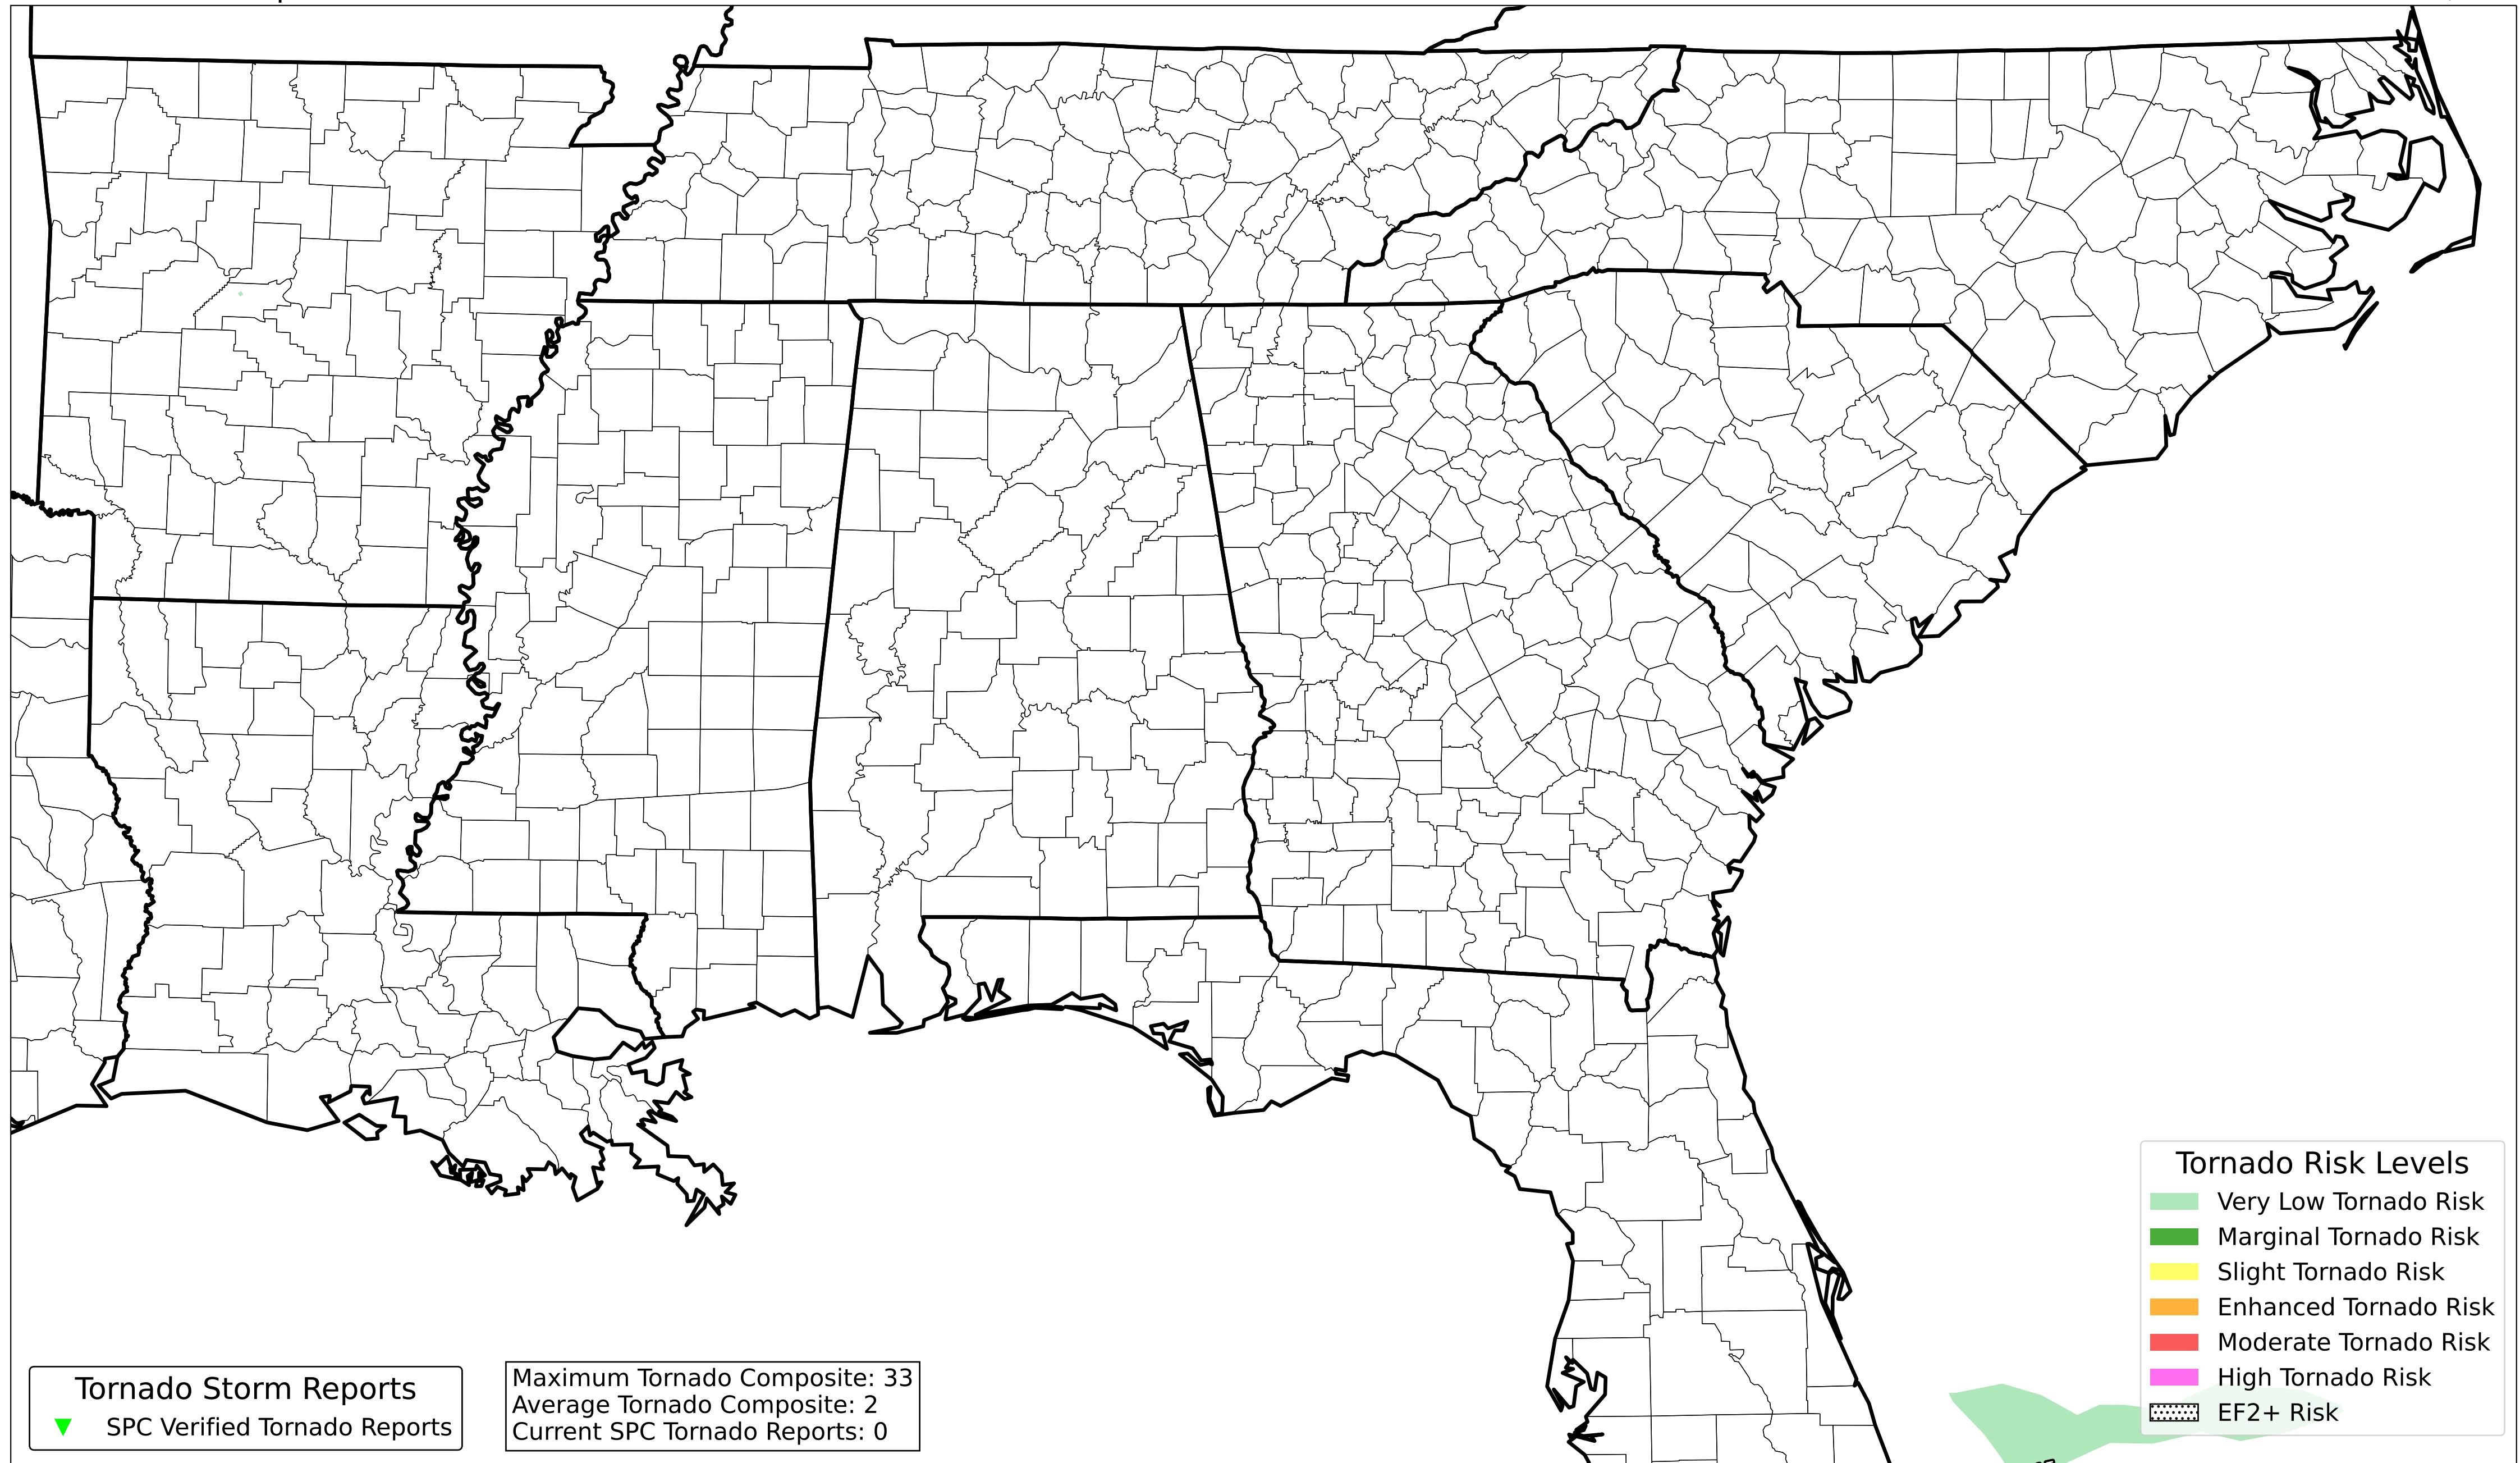 Tornado Risk Levels
Very Low Tornado Risk
Marginal Tornado Risk
Slight Tornado Risk
Enhanced Tornado Risk
Moderate Tornado Risk
High Tornado Risk
EF2+ Risk
Tornado Storm Reports
SPC Verified Tornado Reports
Maximum Tornado Composite: 33
Average Tornado Composite: 2
Current SPC Tornado Reports: 0